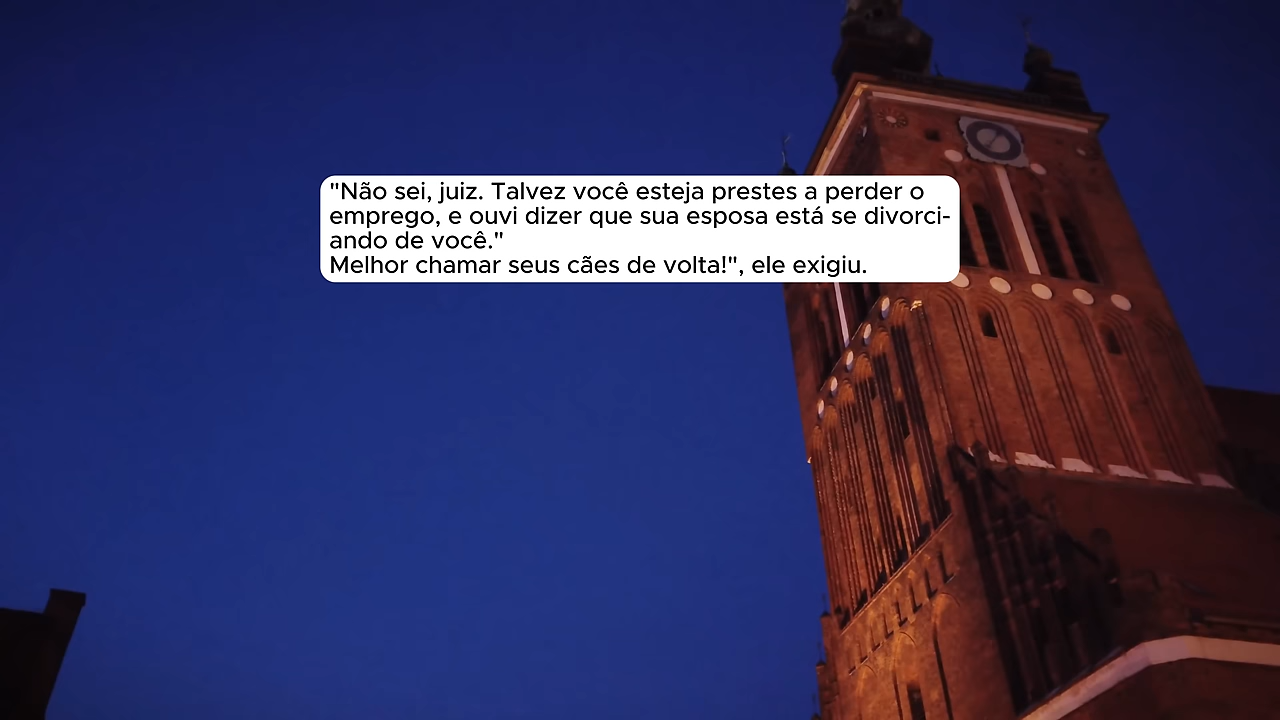 "Não sei, juiz. Talvez você esteja prestes a perder o
emprego, e ouvi dizer que sua esposa está se divorci-
ando de você."
Melhor chamar seus cães de volta!", ele exigiu.